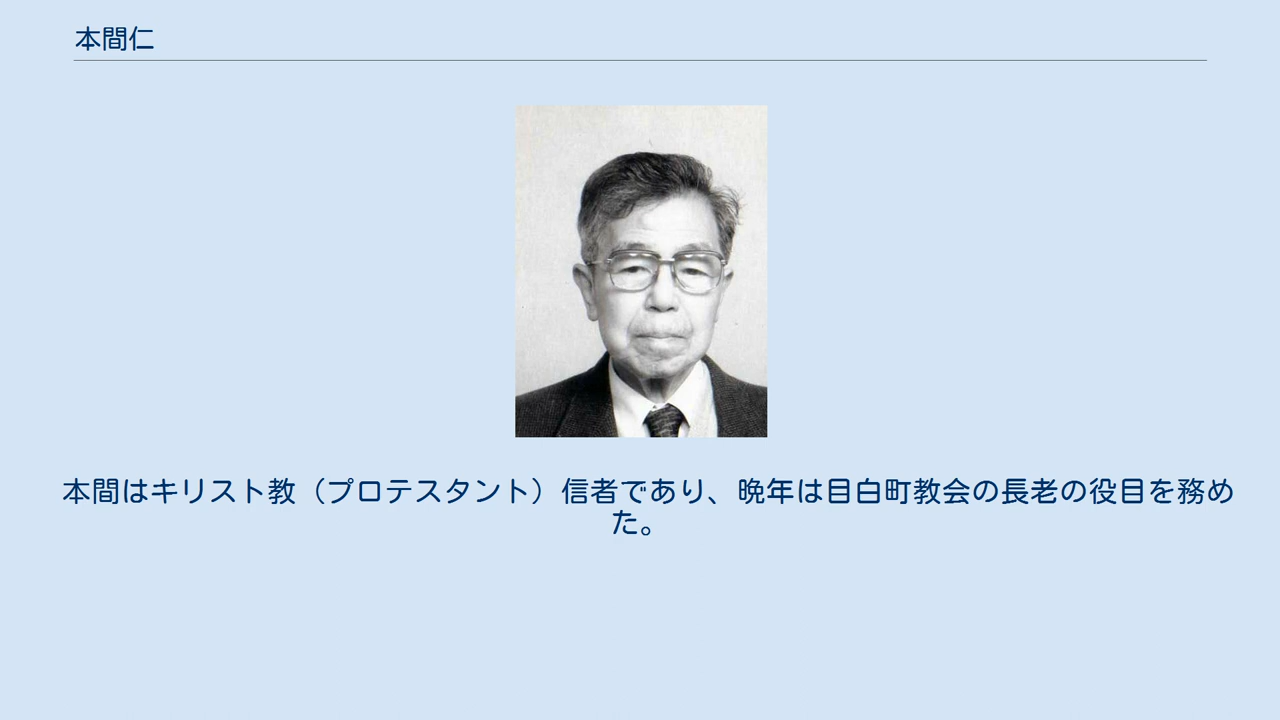 本間仁
本間はキリスト教（プロテスタント）信者であり、晩年は目白町教会の長老の役目を務め
た。